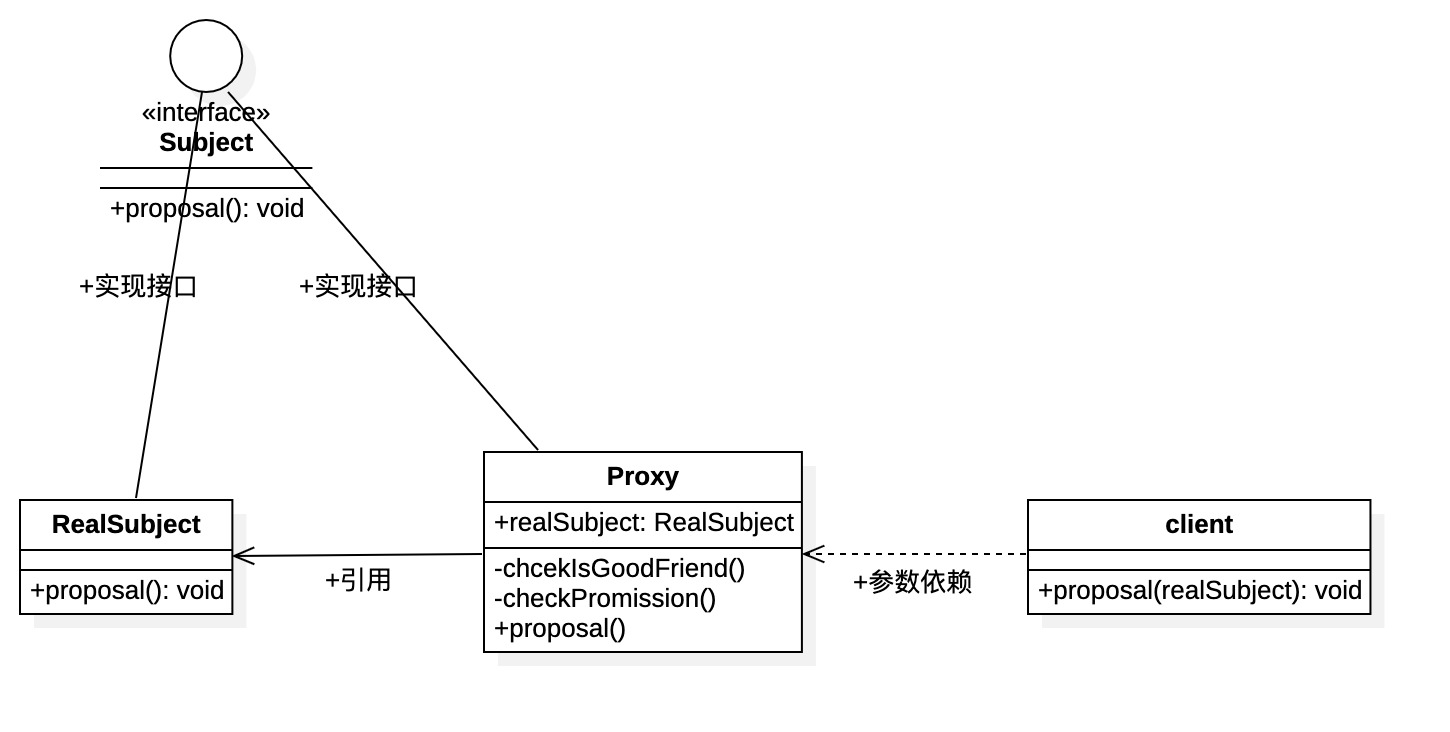 «interface»
Subject
+proposal(): void
+实现接口
+实现接口
RealSubject
+proposal(): void
+引用
Proxy
+realSubject: RealSubject
-chcekIsGoodFriend()
-checkPromission()
+proposal()
+参数依赖
client
+proposal(realSubject): void